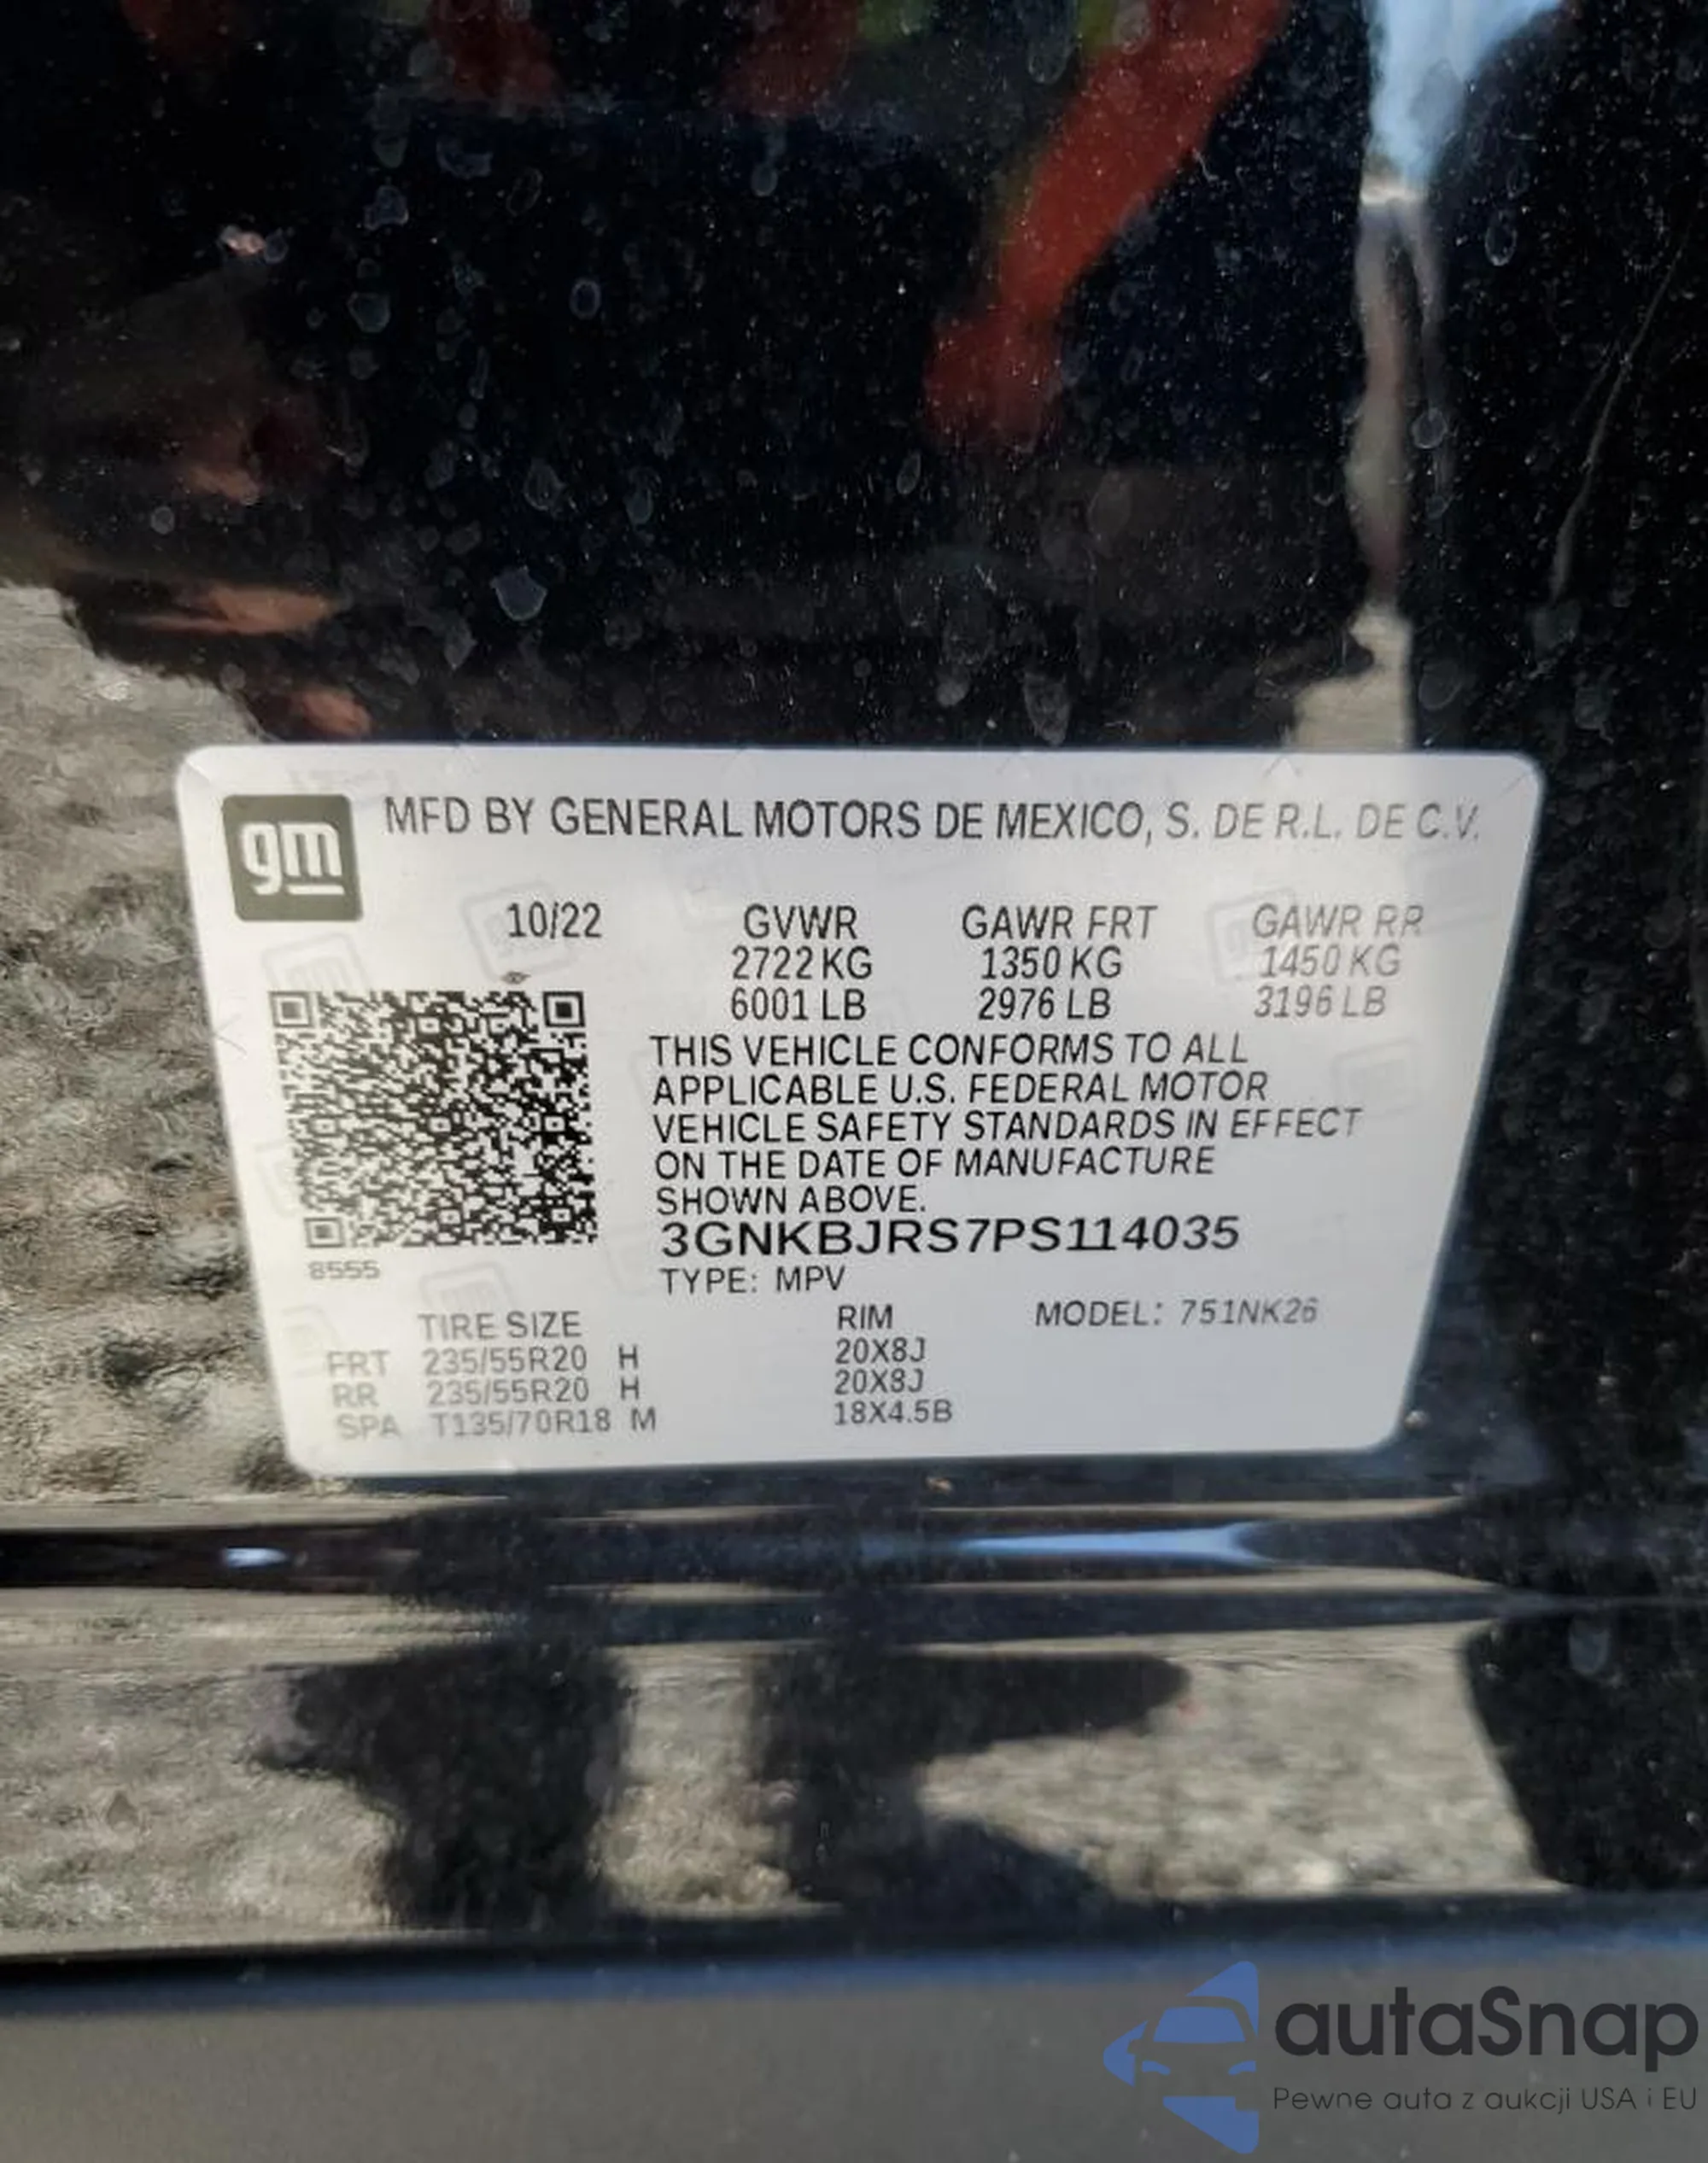 gm
MFD BY GENERAL MOTORS DE MEXICO, S. DE R.L. DE C.V.
10/22 GVWR GAWR FRT GAWR RR
2722 KG 1350 KG 1450 KG
6001 LB 2976 LB 3196 LB
THIS VEHICLE CONFORMS TO ALL
APPLICABLE U.S. FEDERAL MOTOR
VEHICLE SAFETY STANDARDS IN EFFECT
ON THE DATE OF MANUFACTURE
SHOWN ABOVE.
3GNKBJRS7PS114035
8555
TYPE: MPV
TIRE SIZE RIM MODEL: 751NK26
FRT 235/55R20 H 20X8J
RR 235/55R20 H 20X8J
SPA T135/70R18 M 18X4.5B
autaSnap
Pewne auta z aukcji USA i EU